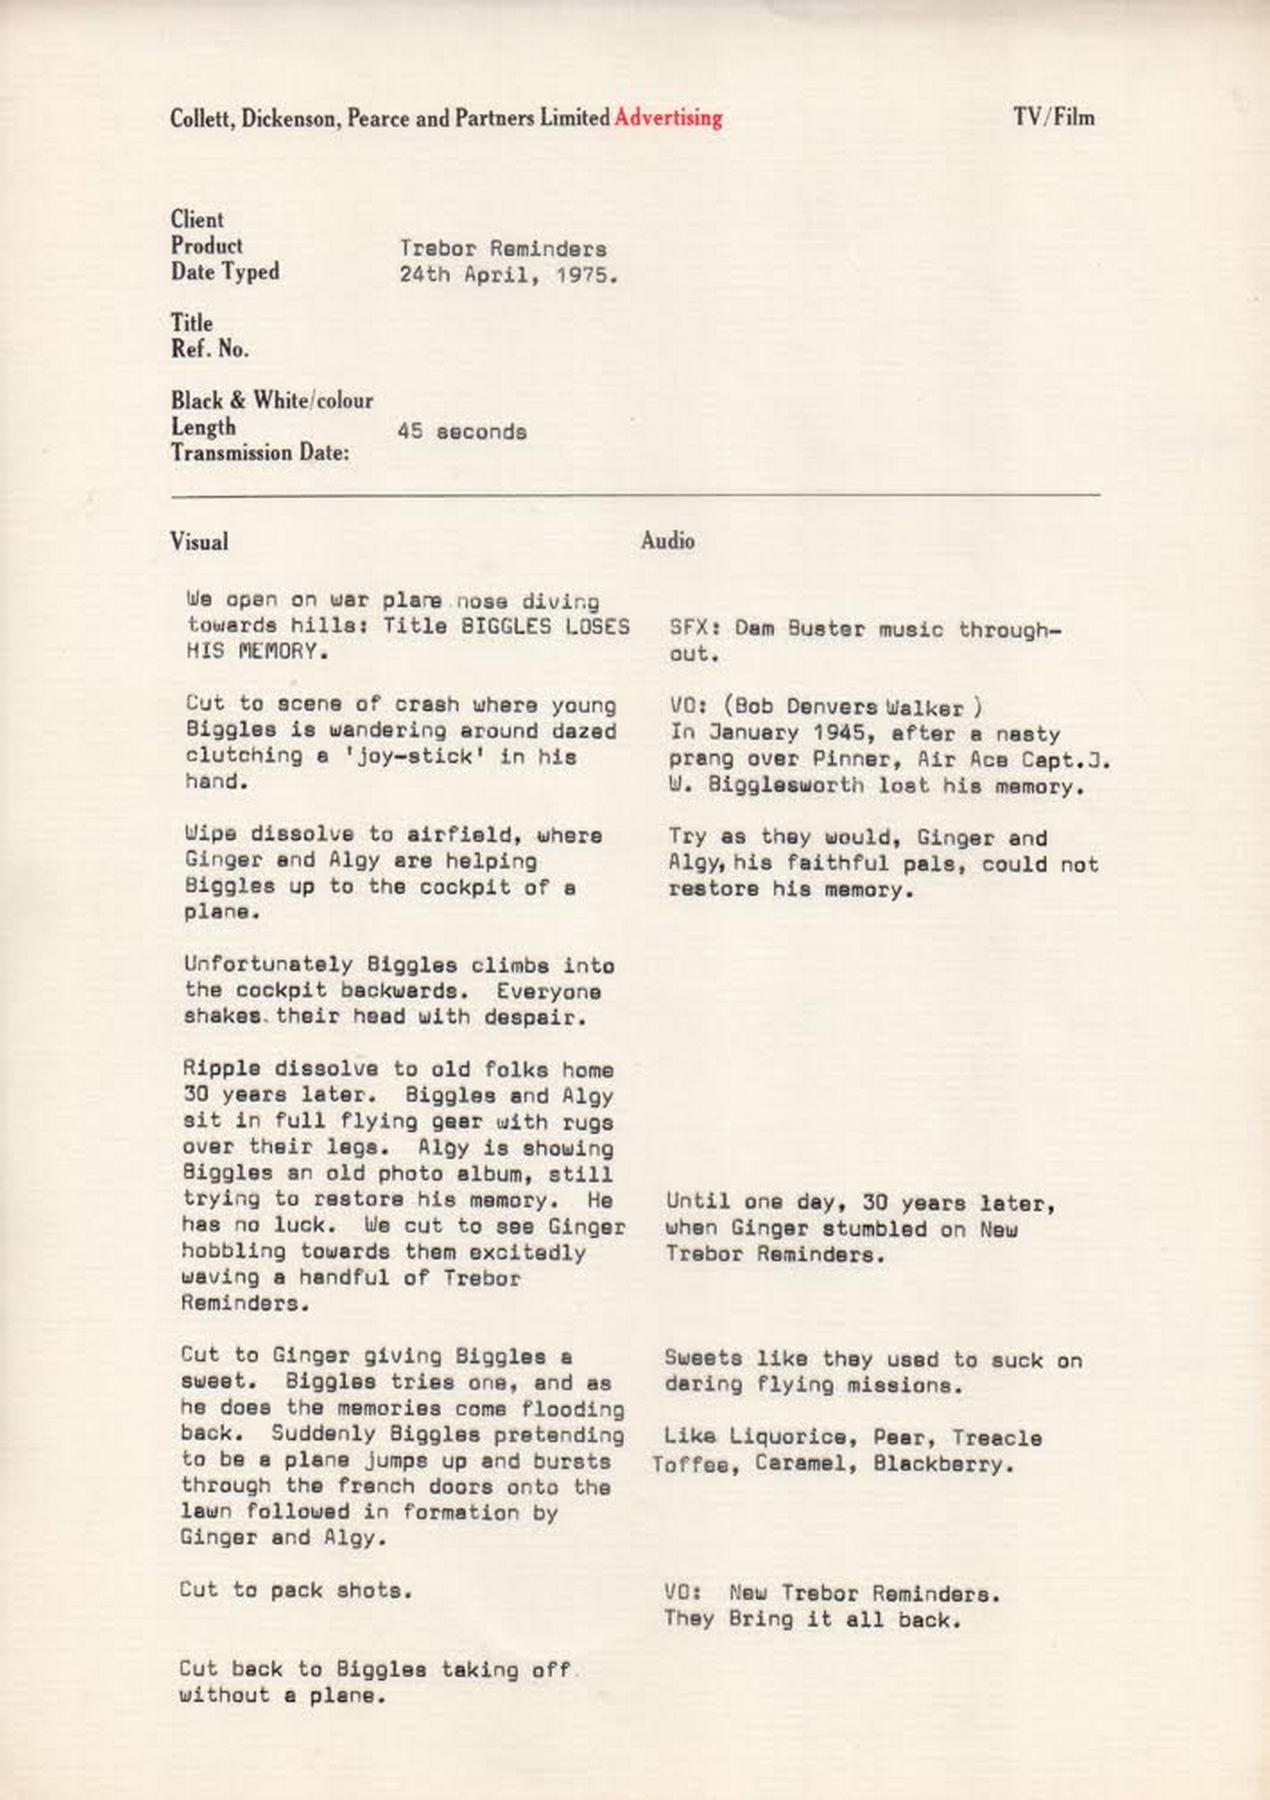 Collett, Dickenson, Pearce and Partners Limited Advertising TV/Film
Client
Product Trebor Reminders
Date Typed 24th April, 1975.
Title
Ref. No.
Black & White/colour
Length 45 seconds
Transmission Date:
Visual Audio
We open on war plane nose diving
towards hills: Title BIGGLES LOSES
HIS MEMORY.
SFX: Dam Buster music through-
out.
Cut to scene of crash where young
Biggles is wandering around dazed
clutching a 'joy-stick' in his
hand.
VO: (Bob Denvers Walker )
In January 1945, after a nasty
prang over Pinner, Air Ace Capt.J.
W. Bigglesworth lost his memory.
Wipe dissolve to airfield, where
Ginger and Algy are helping
Biggles up to the cockpit of a
plane.
Try as they would, Ginger and
Algy, his faithful pals, could not
restore his memory.
Unfortunately Biggles climbs into
the cockpit backwards. Everyone
shakes their head with despair.
Ripple dissolve to old folks home
30 years later. Biggles and Algy
sit in full flying gear with rugs
over their legs. Algy is showing
Biggles an old photo album, still
trying to restore his memory. He
has no luck. We cut to see Ginger
hobbling towards them excitedly
waving a handful of Trebor
Reminders.
Until one day, 30 years later,
when Ginger stumbled on New
Trebor Reminders.
Cut to Ginger giving Biggles a
sweet. Biggles tries one, and as
he does the memories come flooding
back. Suddenly Biggles pretending
to be a plane jumps up and bursts
through the french doors onto the
lawn followed in formation by
Ginger and Algy.
Sweets like they used to suck on
daring flying missions.
Like Liquorice, Pear, Treacle
Toffee, Caramel, Blackberry.
Cut to pack shots.
VO: New Trebor Reminders.
They Bring it all back.
Cut back to Biggles taking off
without a plane.